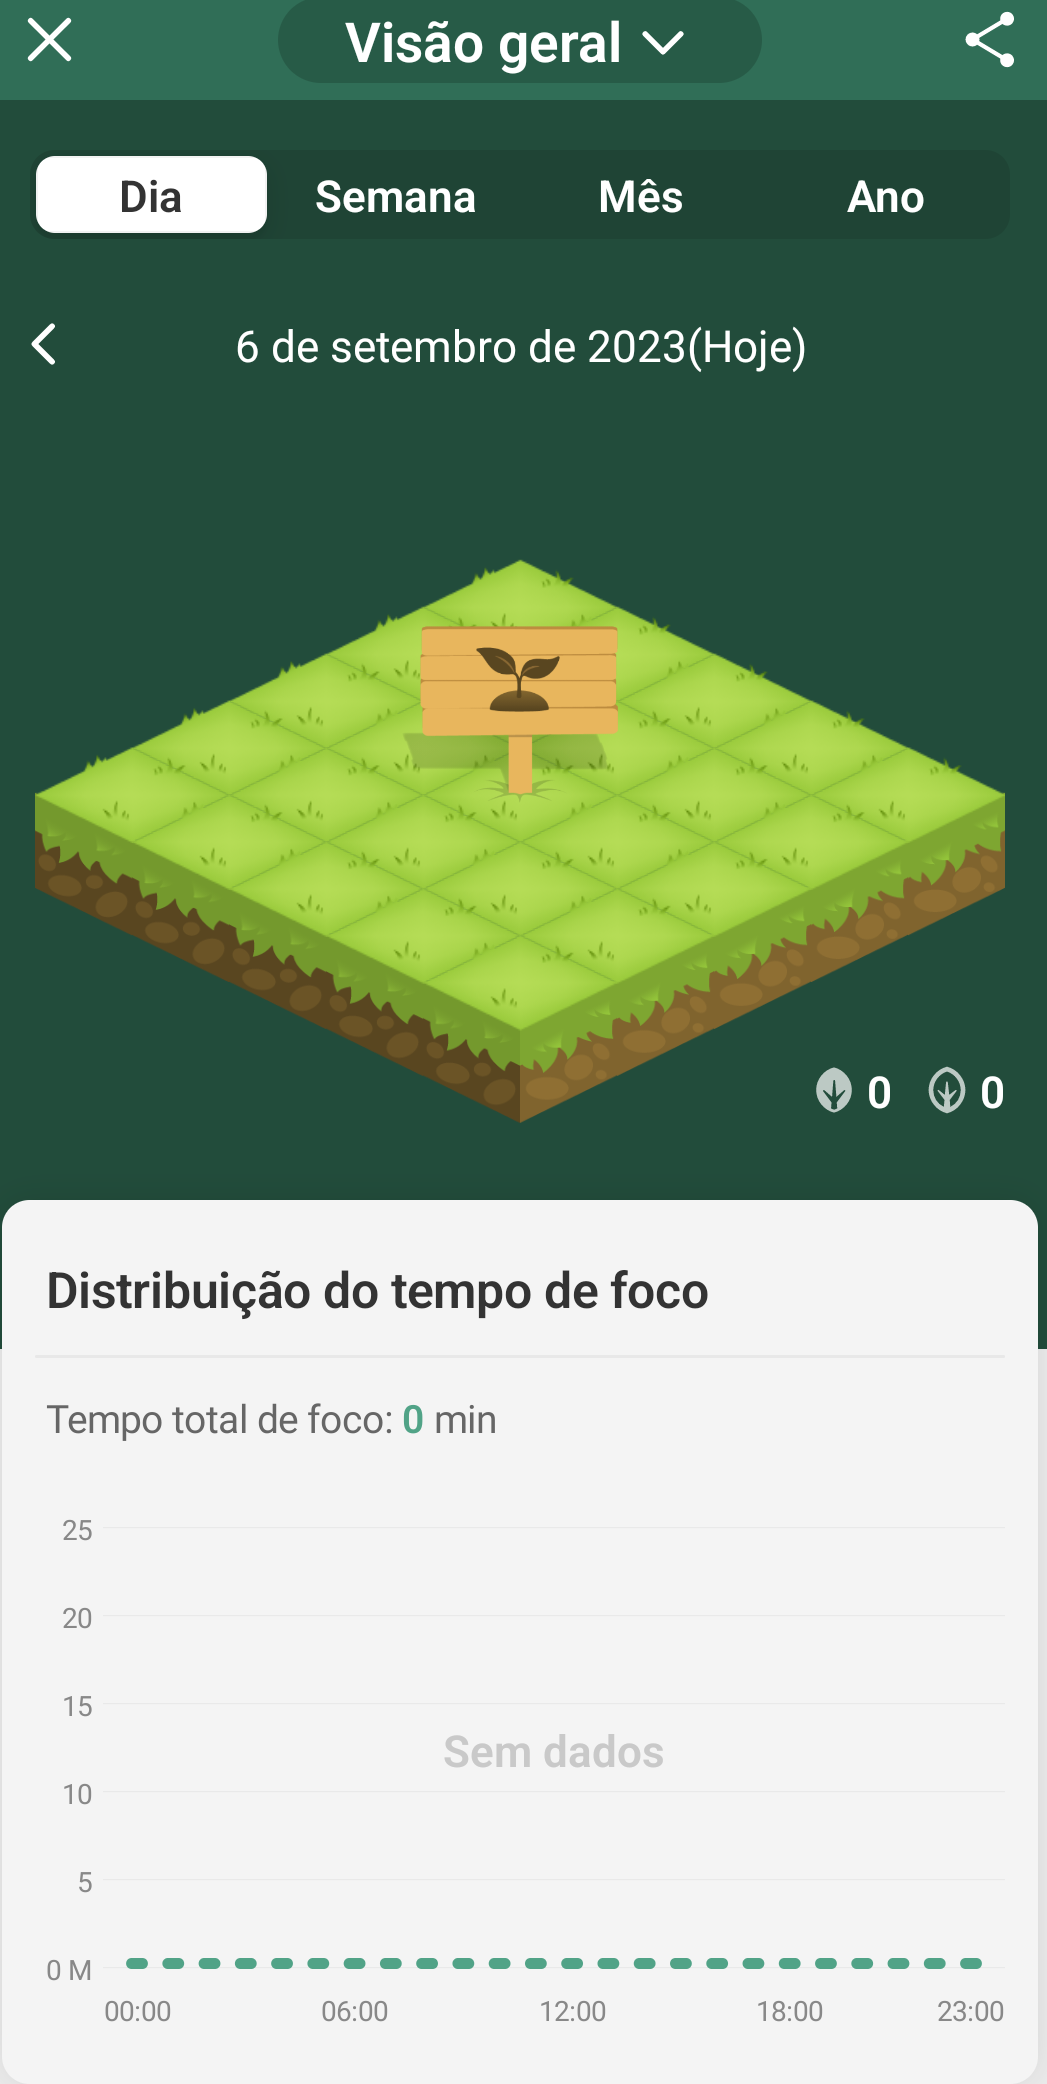 Visão geral
Dia Semana Mês Ano
6 de setembro de 2023(Hoje)
0 0
Distribuição do tempo de foco
Tempo total de foco: 0 min
25
20
15
Sem dados
10
5
0 M
00:00 06:00 12:00 18:00 23:00